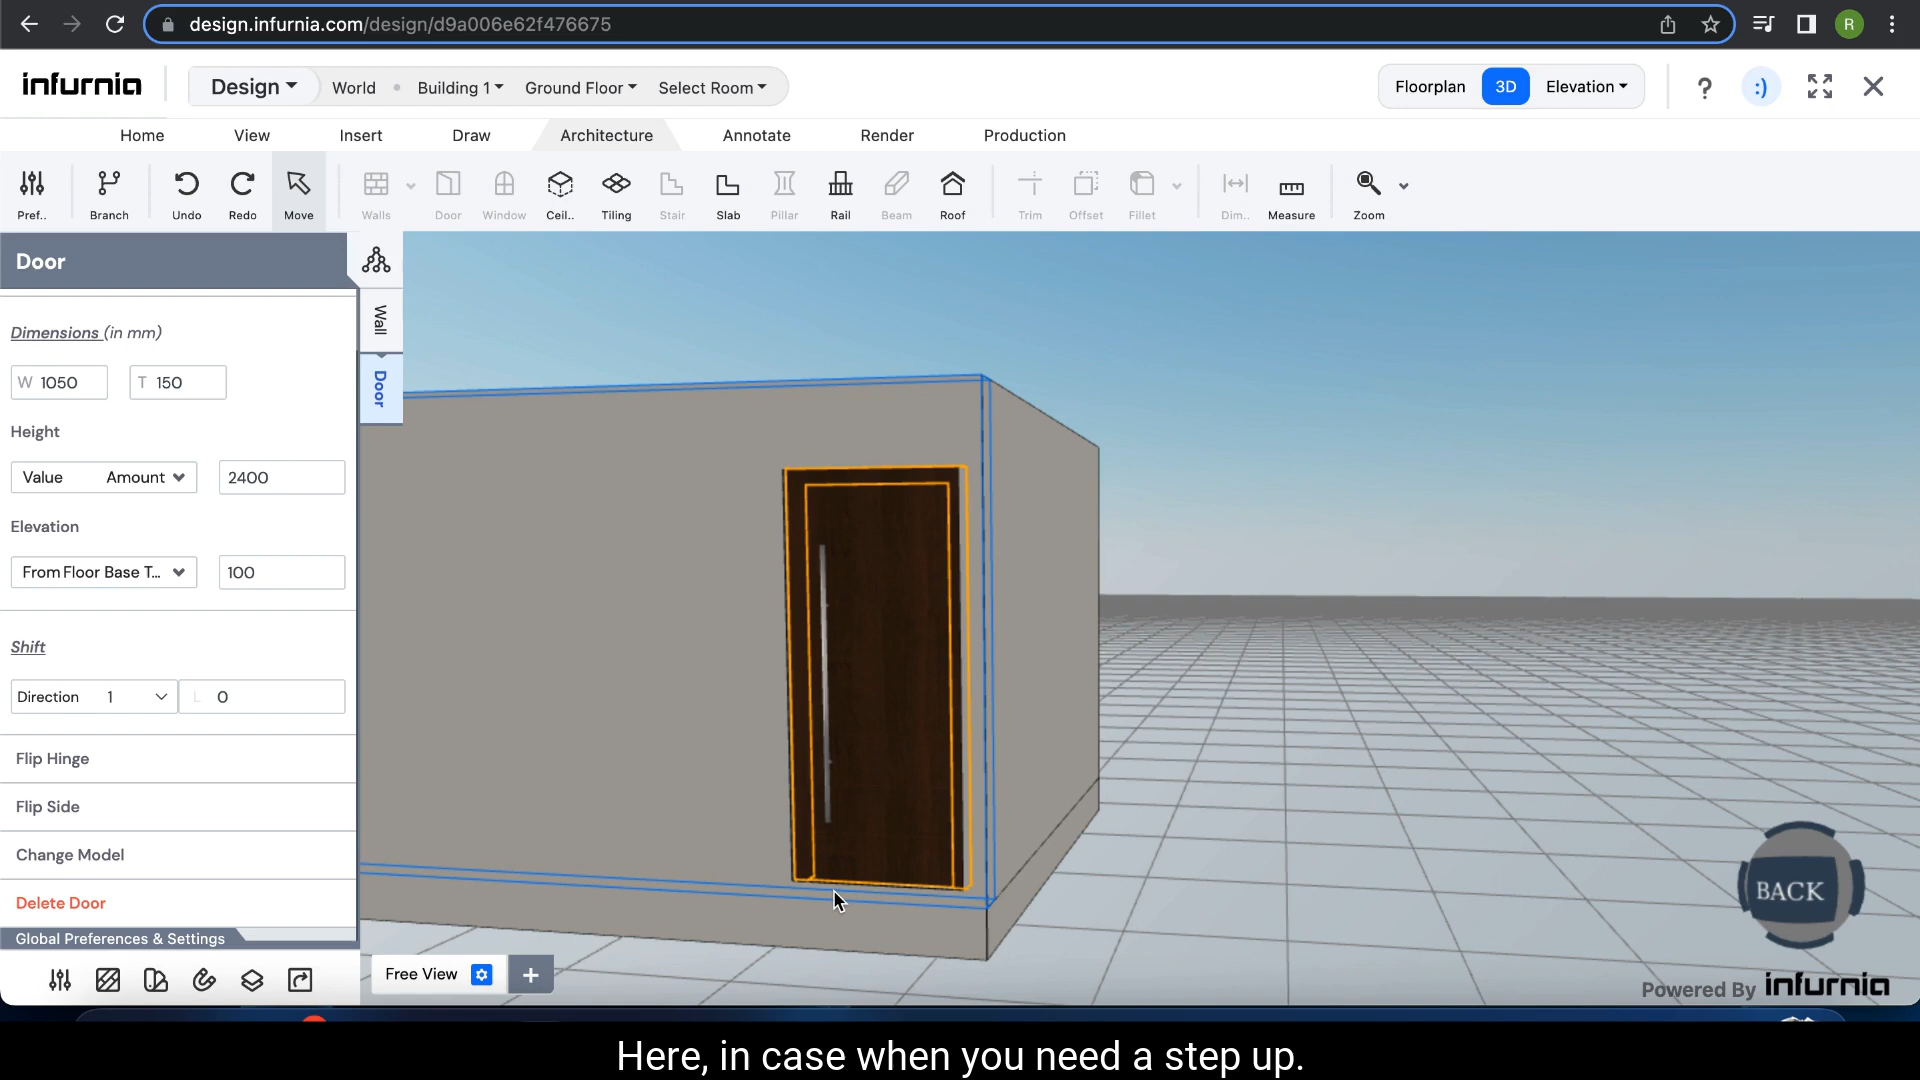 design.infurnia.com/design/d9a006e62f476675
R
infurnia
Design
World
Building 1
Ground Floor
Select Room
Floorplan
3D
Elevation
?
:)
Home
View
Insert
Draw
Architecture
Annotate
Render
Production
Pref..
Branch
Undo
Redo
Move
Walls
Door
Window
Ceil..
Tiling
Stair
Slab
Pillar
Rail
Beam
Roof
Trim
Offset
Fillet
Dim..
Measure
Zoom
Door
Wall
Door
Dimensions (in mm)
W 1050
T 150
Height
Value Amount
2400
Elevation
From Floor Base T...
100
Shift
Direction 1
L 0
Flip Hinge
Flip Side
Change Model
Delete Door
Global Preferences & Settings
Free View
+
BACK
Powered By infurnia
Here, in case when you need a step up.